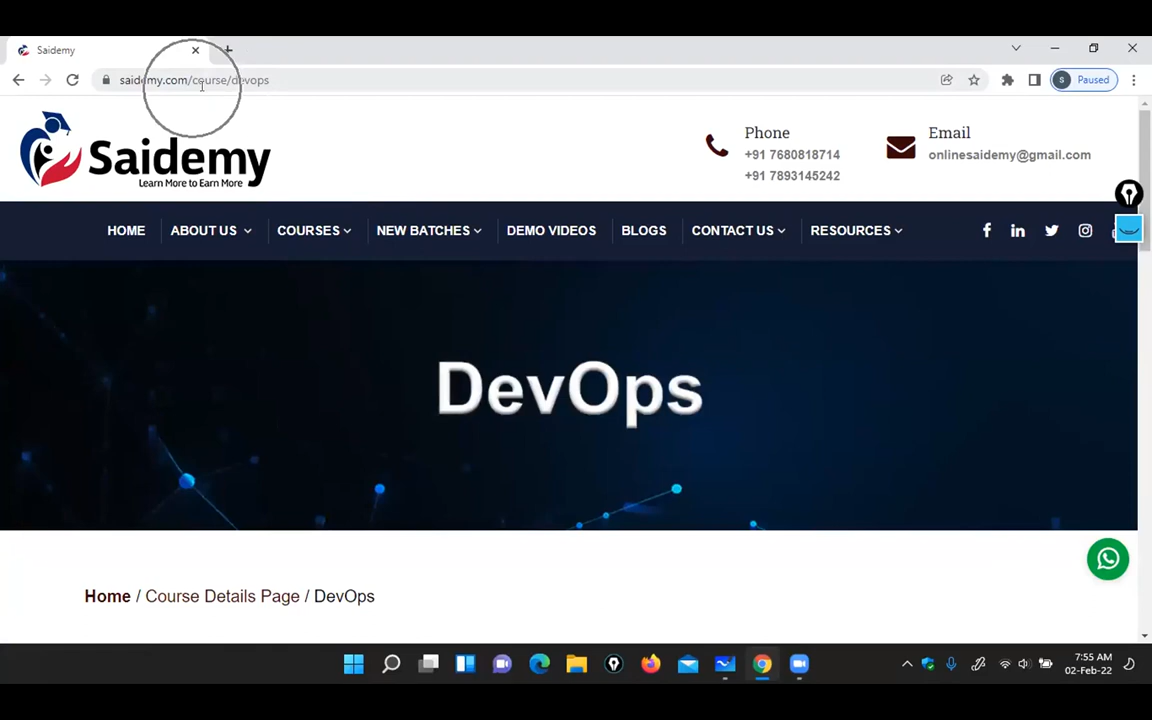 Saidemy
saidemy.com/course/devops
S Paused
Saidemy
Learn More to Earn More
Phone
+91 7680818714
+91 7893145242
Email
onlinesaidemy@gmail.com
HOME ABOUT US COURSES NEW BATCHES DEMO VIDEOS BLOGS CONTACT US RESOURCES
DevOps
Home / Course Details Page / DevOps
7:55 AM
02-Feb-22